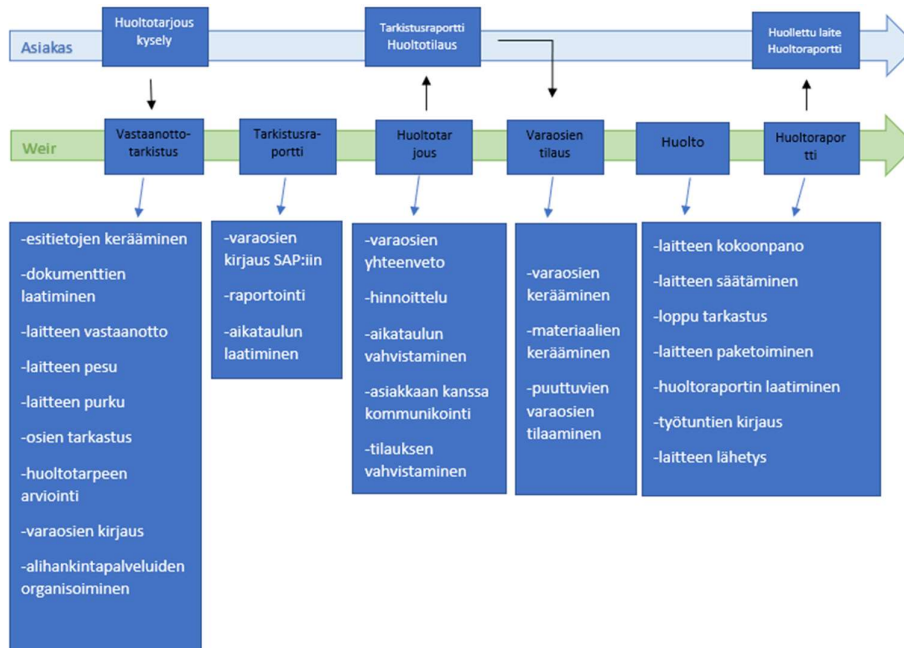 Asiakas
Huoltotarjous
kysely
Tarkistusraportti
Huoltotilaus
Huollettu laite
Huoltoraportti
Weir
Vastaanotto-
tarkistus
Tarkistusra-
portti
Huoltotar
jous
Varaosien
tilaus
Huolto
Huoltorapor
tti
-esitietojen kerääminen
-dokumenttien
laatiminen
-laitteen vastaanotto
-laitteen pesu
-laitteen purku
-osien tarkastus
-huoltotarpeen
arviointi
-varaosien kirjaus
-alihankintapalveluiden
organisoiminen
-varaosien
kirjaus SAP:iin
-raportointi
-aikataulun
laatiminen
-varaosien
yhteenveto
-hinnoittelu
-aikataulun
vahvistaminen
-asiakkaan kanssa
kommunikointi
-tilauksen
vahvistaminen
-varaosien
kerääminen
-materiaalien
kerääminen
-puuttuvien
varaosien
tilaaminen
-laitteen kokoonpano
-laitteen säätäminen
-loppu tarkastus
-laitteen paketoiminen
-huoltoraportin laatiminen
-työtuntien kirjaus
-laitteen lähetys